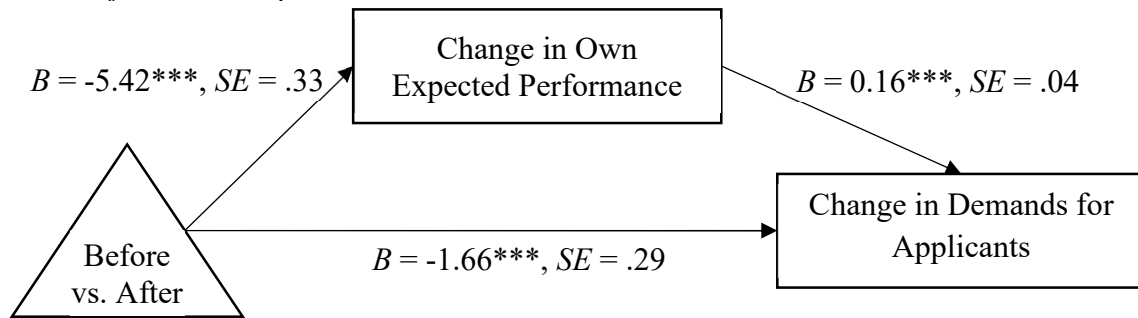 Change in Own
Expected Performance
B = -5.42***, SE = .33
B = 0.16***, SE = .04
Change in Demands for
Applicants
Before
vs. After
B = -1.66***, SE = .29